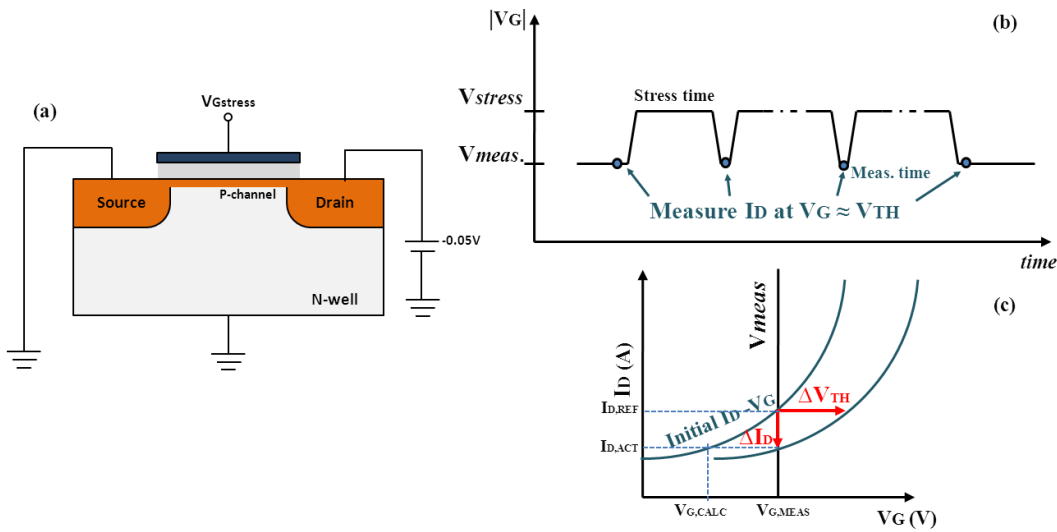 (a)
VGstress
P-channel
Source
Drain
-0.05V
N-well
|VG|
(b)
Vstress
Stress time
Vmeas.
Meas. time
Measure ID at VG ≈ VTH
time
(c)
ID (A)
Vmeas
Initial ID -VG
ΔVTH
ΔID
ID,REF
ID,ACT
VG,CALC
VG,MEAS
VG (V)